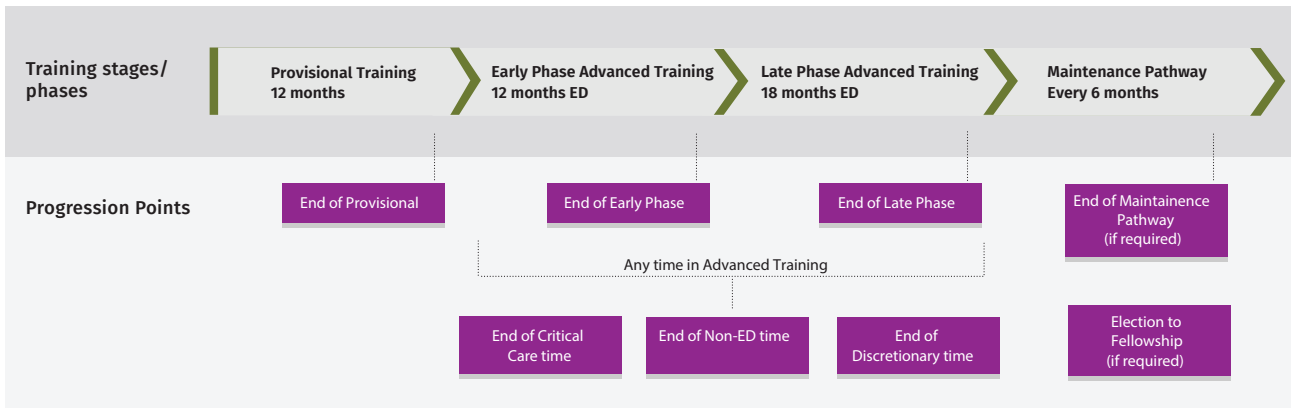 Training stages/
phases
Provisional Training
12 months
Early Phase Advanced Training
12 months ED
Late Phase Advanced Training
18 months ED
Maintenance Pathway
Every 6 months
Progression Points
End of Provisional
End of Early Phase
End of Late Phase
End of Maintainence
Pathway
(if required)
Any time in Advanced Training
End of Critical
Care time
End of Non-ED time
End of
Discretionary time
Election to
Fellowship
(if required)